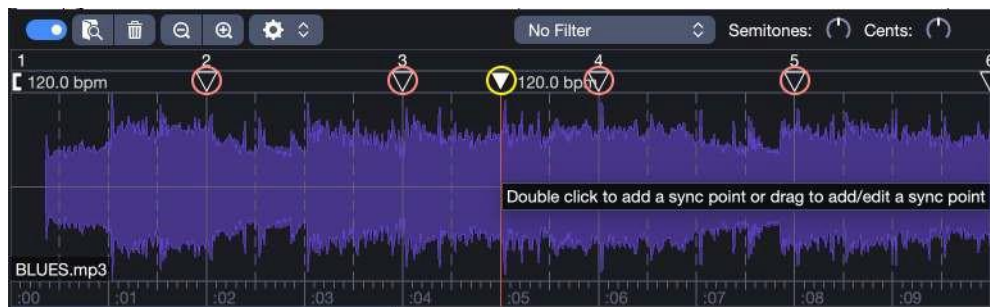 No Filter Semitones: Cents:
1 2 3 4 5 6
120.0 bpm 120.0 bpm
Double click to add a sync point or drag to add/edit a sync point
BLUES.mp3
:00 :01 :02 :03 :04 :05 :06 :07 :08 :09